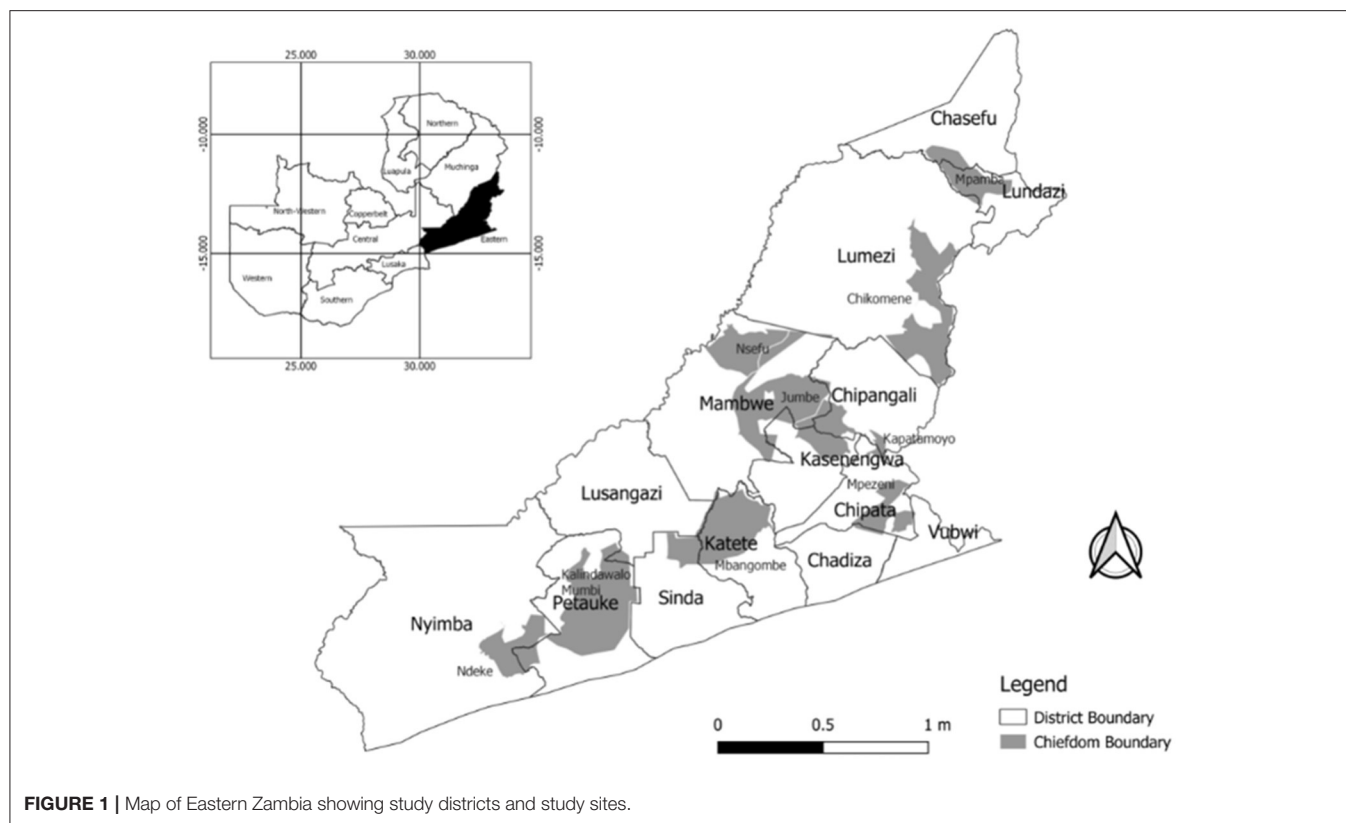 25.000
30.000
-10.000
-10.000
-15.000
-15.000
25.000
30.000
Northern
Luapula
Muchinga
North-Western
Copperbelt
Central
Eastern
Lusaka
Western
Southern
Chasefu
Mpamba
Lundazi
Lumezi
Chikomene
Nsefu
Mambwe
Jumbe
Chipangali
Kapatamoyo
Kasenengwa
Mpezeni
Chipata
Vubwi
Lusangazi
Katete
Mbangombe
Chadiza
Kalindawalo
Mumbi
Petauke
Sinda
Nyimba
Ndeke
0 0.5 1 m
Legend
District Boundary
Chiefdom Boundary
FIGURE 1 | Map of Eastern Zambia showing study districts and study sites.